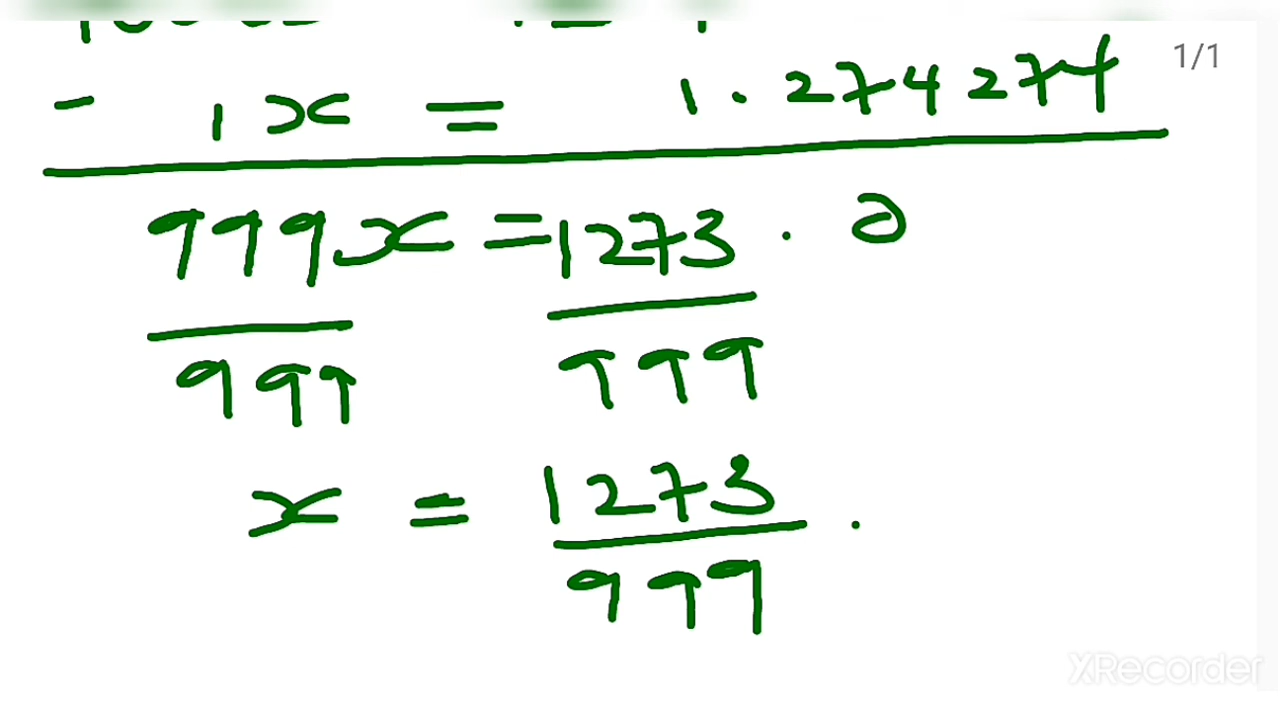 1/1
- 1x = 1.274274
999x = 1273.0
999 999
x = 1273
999 .
XRecorder